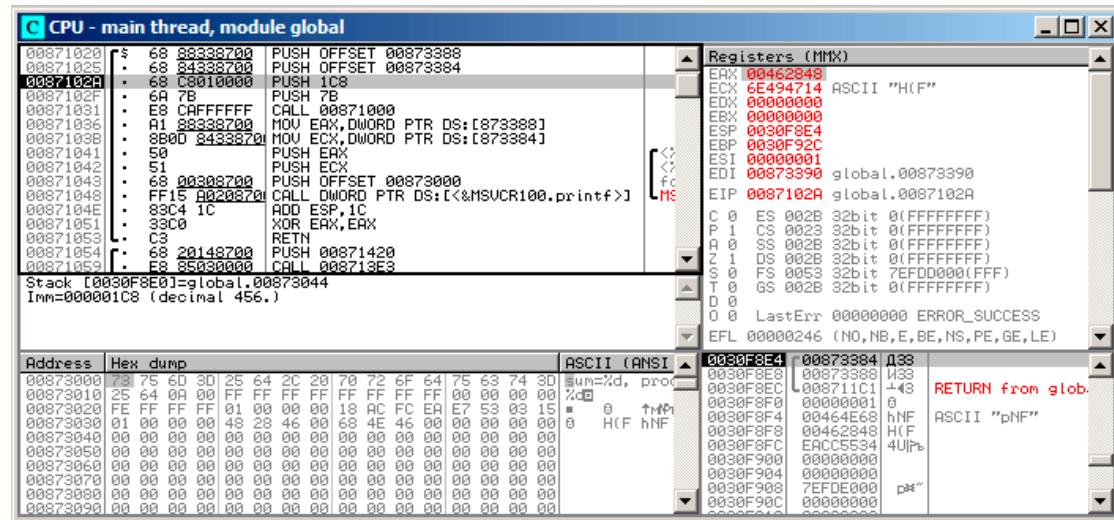 C CPU - main thread, module global
00871020 $ 68 88338700 PUSH OFFSET 00873388
00871025 . 68 84338700 PUSH OFFSET 00873384
0087102A . 68 C8010000 PUSH 1C8
0087102F . 6A 7B PUSH 7B
00871031 . E8 CAFFFFFF CALL 00871000
00871036 . A1 88338700 MOV EAX,DWORD PTR DS:[873388]
0087103B . 8B0D 84338700 MOV ECX,DWORD PTR DS:[873384]
00871041 . 50 PUSH EAX
00871042 . 51 PUSH ECX
00871043 . 68 00308700 PUSH OFFSET 00873000
00871048 . FF15 A0208700 CALL DWORD PTR DS:[<&MSVCR100.printf>]
0087104E . 83C4 1C ADD ESP,1C
00871051 . 33C0 XOR EAX,EAX
00871053 . C3 RETN
00871054 . 68 20148700 PUSH 00871420
00871059 . E8 85030000 CALL 008713E3
Stack [0030F8E0]=global.00873044
Imm=000001C8 (decimal 456.)
Registers (MMX)
EAX 00462848
ECX 6E494714 ASCII "H(F"
EDX 00000000
EBX 00000000
ESP 0030F8E4
EBP 0030F92C
ESI 00000001
EDI 00873390 global.00873390
EIP 0087102A global.0087102A
C 0 ES 002B 32bit 0(FFFFFFFF)
P 1 CS 0023 32bit 0(FFFFFFFF)
A 0 SS 002B 32bit 0(FFFFFFFF)
Z 1 DS 002B 32bit 0(FFFFFFFF)
S 0 FS 0053 32bit 7EFDD000(FFF)
T 0 GS 002B 32bit 0(FFFFFFFF)
D 0
O 0 LastErr 00000000 ERROR_SUCCESS
EFL 00000246 (NO,NB,E,BE,NS,PE,GE,LE)
Address Hex dump ASCII (ANSI
00873000 73 75 6D 3D 25 64 2C 20 70 72 6F 64 75 63 74 3D sum=%d, prod
00873010 25 64 0A 00 FF FF FF FF FF FF FF FF 00 00 00 00 %d
00873020 FE FF FF FF 01 00 00 00 18 AC FC EA E7 53 03 15
00873030 01 00 00 00 48 28 46 00 68 4E 46 00 00 00 00 00 H(F hNF
00873040 00 00 00 00 00 00 00 00 00 00 00 00 00 00 00 00
00873050 00 00 00 00 00 00 00 00 00 00 00 00 00 00 00 00
00873060 00 00 00 00 00 00 00 00 00 00 00 00 00 00 00 00
00873070 00 00 00 00 00 00 00 00 00 00 00 00 00 00 00 00
00873080 00 00 00 00 00 00 00 00 00 00 00 00 00 00 00 00
00873090 00 00 00 00 00 00 00 00 00 00 00 00 00 00 00 00
0030F8E4 00873384 Д33
0030F8E8 00873388 И33
0030F8EC 008711C1 RETURN from glob
0030F8F0 00000001
0030F8F4 00464E68 hNF ASCII "pNF"
0030F8F8 00462848 H(F
0030F8FC EACC5534 4U
0030F900 00000000
0030F904 00000000
0030F908 7EFDE000
0030F90C 00000000